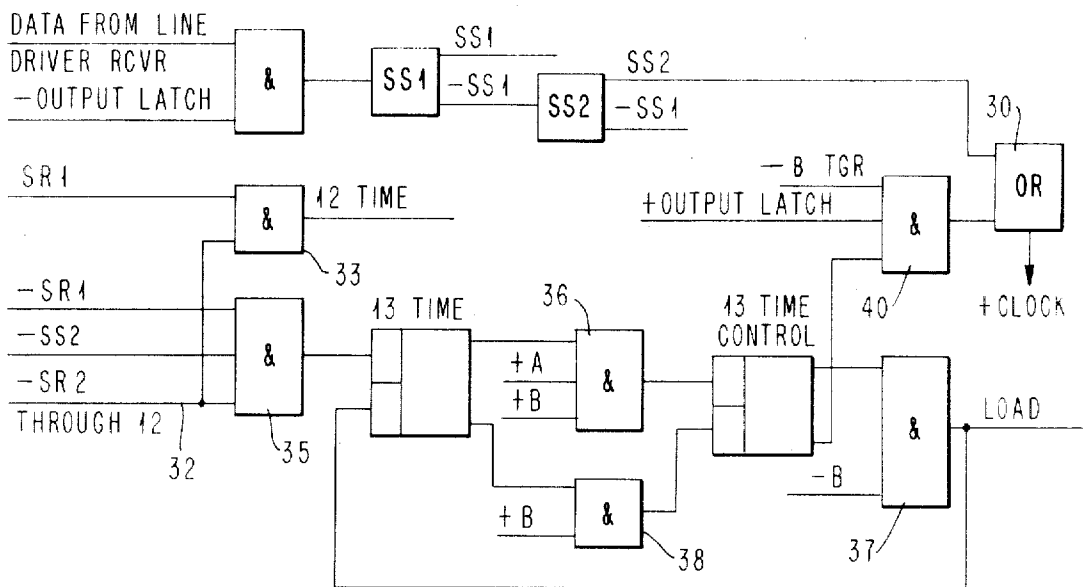 DATA FROM LINE
DRIVER RCVR
-OUTPUT LATCH
&
SS1
SS1
-SS1
SS2
SS2
-SS1
30
OR
+CLOCK
SR1
&
12 TIME
33
-B TGR
+OUTPUT LATCH
&
40
-SR1
-SS2
-SR2
THROUGH 12
32
&
35
13 TIME
36
+A
+B
&
13 TIME
CONTROL
+B
&
38
-B
&
37
LOAD